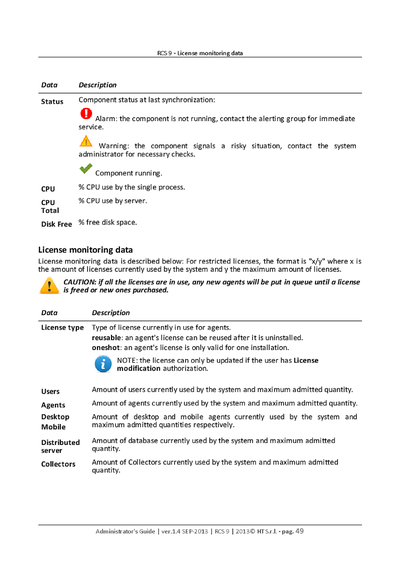 RCS 9 - License monitoring data
Data Description
Status Component status at last synchronization:
Alarm: the component is not running, contact the alerting group for immediate
service.
Warning: the component signals a risky situation, contact the system
administrator for necessary checks.
Component running.
CPU % CPU use by the single process.
CPU % CPU use by server.
Total
Disk Free % free disk space.
License monitoring data
License monitoring data is described below: For restricted licenses, the format is "x/y" where x is
the amount of licenses currently used by the system and y the maximum amount of licenses.
CAUTION: if all the licenses are in use, any new agents will be put in queue until a license
is freed or new ones purchased.
Data Description
License type Type of license currently in use for agents.
reusable: an agent's license can be reused after it is uninstalled.
oneshot: an agent's license is only valid for one installation.
NOTE: the license can only be updated if the user has License
modification authorization.
Users Amount of users currently used by the system and maximum admitted quantity.
Agents Amount of agents currently used by the system and maximum admitted quantity.
Desktop Amount of desktop and mobile agents currently used by the system and
Mobile maximum admitted quantities respectively.
Distributed Amount of database currently used by the system and maximum admitted
server quantity.
Collectors Amount of Collectors currently used by the system and maximum admitted
quantity.
Administrator's Guide | ver.1.4 SEP-2013 | RCS 9 | 2013© HT S.r.l. - pag. 49